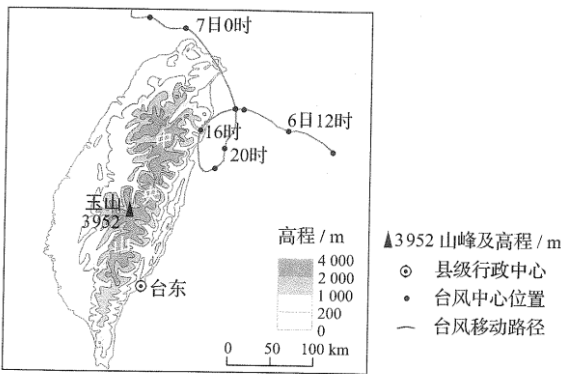 7日0时
6日12时
16时
20时
玉山
3952
台东
高程 / m
4 000
2 000
1 000
200
0
0 50 100 km
▲3952 山峰及高程 / m
县级行政中心
台风中心位置
台风移动路径